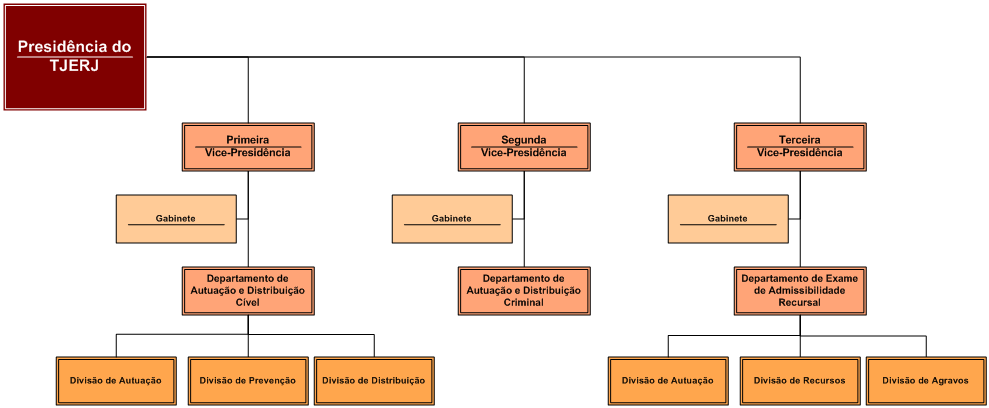 Presidência do
TJERJ
Primeira
Vice-Presidência
Segunda
Vice-Presidência
Terceira
Vice-Presidência
Gabinete
Gabinete
Gabinete
Departamento de
Autuação e Distribuição
Cível
Departamento de
Autuação e Distribuição
Criminal
Departamento de Exame
de Admissibilidade
Recursal
Divisão de Autuação
Divisão de Prevenção
Divisão de Distribuição
Divisão de Autuação
Divisão de Recursos
Divisão de Agravos